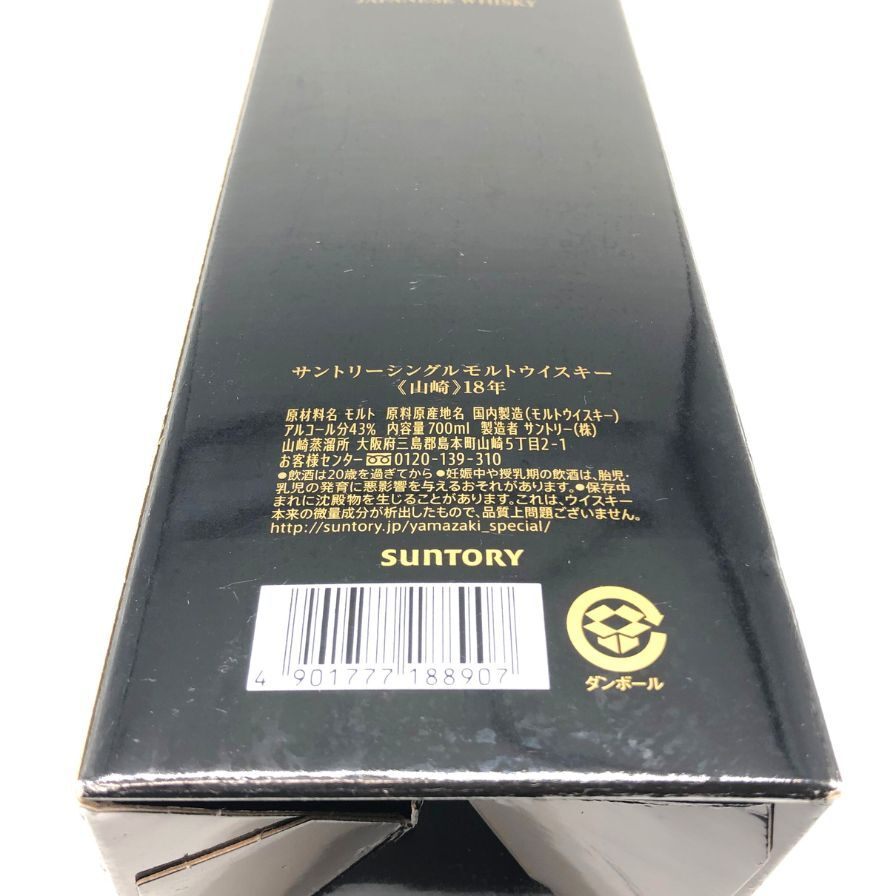 JAPANESE WHISKY
サントリーシングルモルトウイスキー
《山崎》18年
原材料名 モルト 原料原産地名 国内製造(モルトウイスキー)
アルコール分43% 内容量700ml 製造者 サントリー(株)
山崎蒸溜所 大阪府三島郡島本町山崎5丁目2-1
お客様センター 0120-139-310
●飲酒は20歳を過ぎてから ●妊娠中や授乳期の飲酒は、胎児・
乳児の発育に悪影響を与えるおそれがあります。●保存中
まれに沈殿物を生じることがあります。これは、ウイスキー
本来の微量成分が析出したもので、品質上問題ございません。
http://suntory.jp/yamazaki_special/
SUNTORY
4 901777 188907
ダンボール